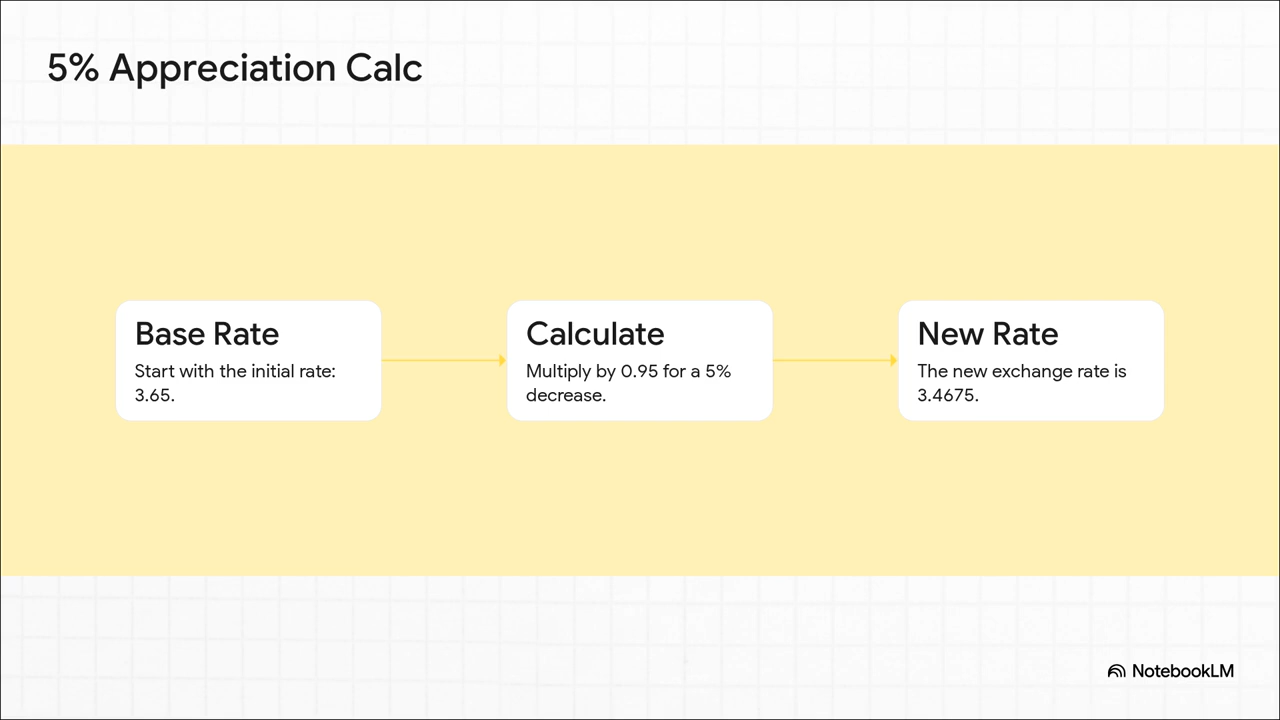 5% Appreciation Calc
Base Rate
Start with the initial rate:
3.65.
Calculate
Multiply by 0.95 for a 5%
decrease.
New Rate
The new exchange rate is
3.4675.
NotebookLM